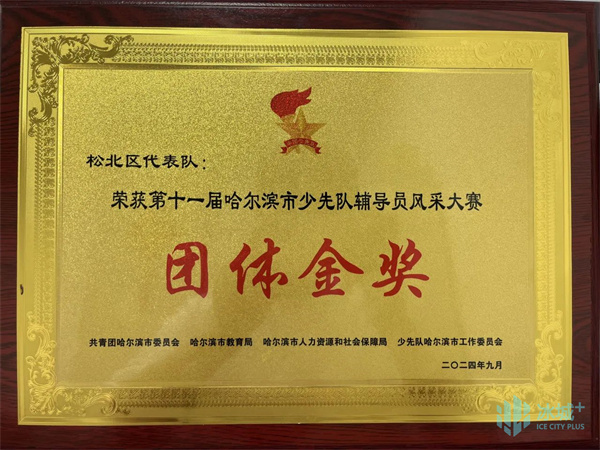 松北区代表队：
荣获第十一届哈尔滨市少先队辅导员风采大赛
团体金奖
共青团哈尔滨市委员会 哈尔滨市教育局 哈尔滨市人力资源和社会保障局 少先队哈尔滨市工作委员会
二〇二四年九月
冰城+
ICE CITY PLUS